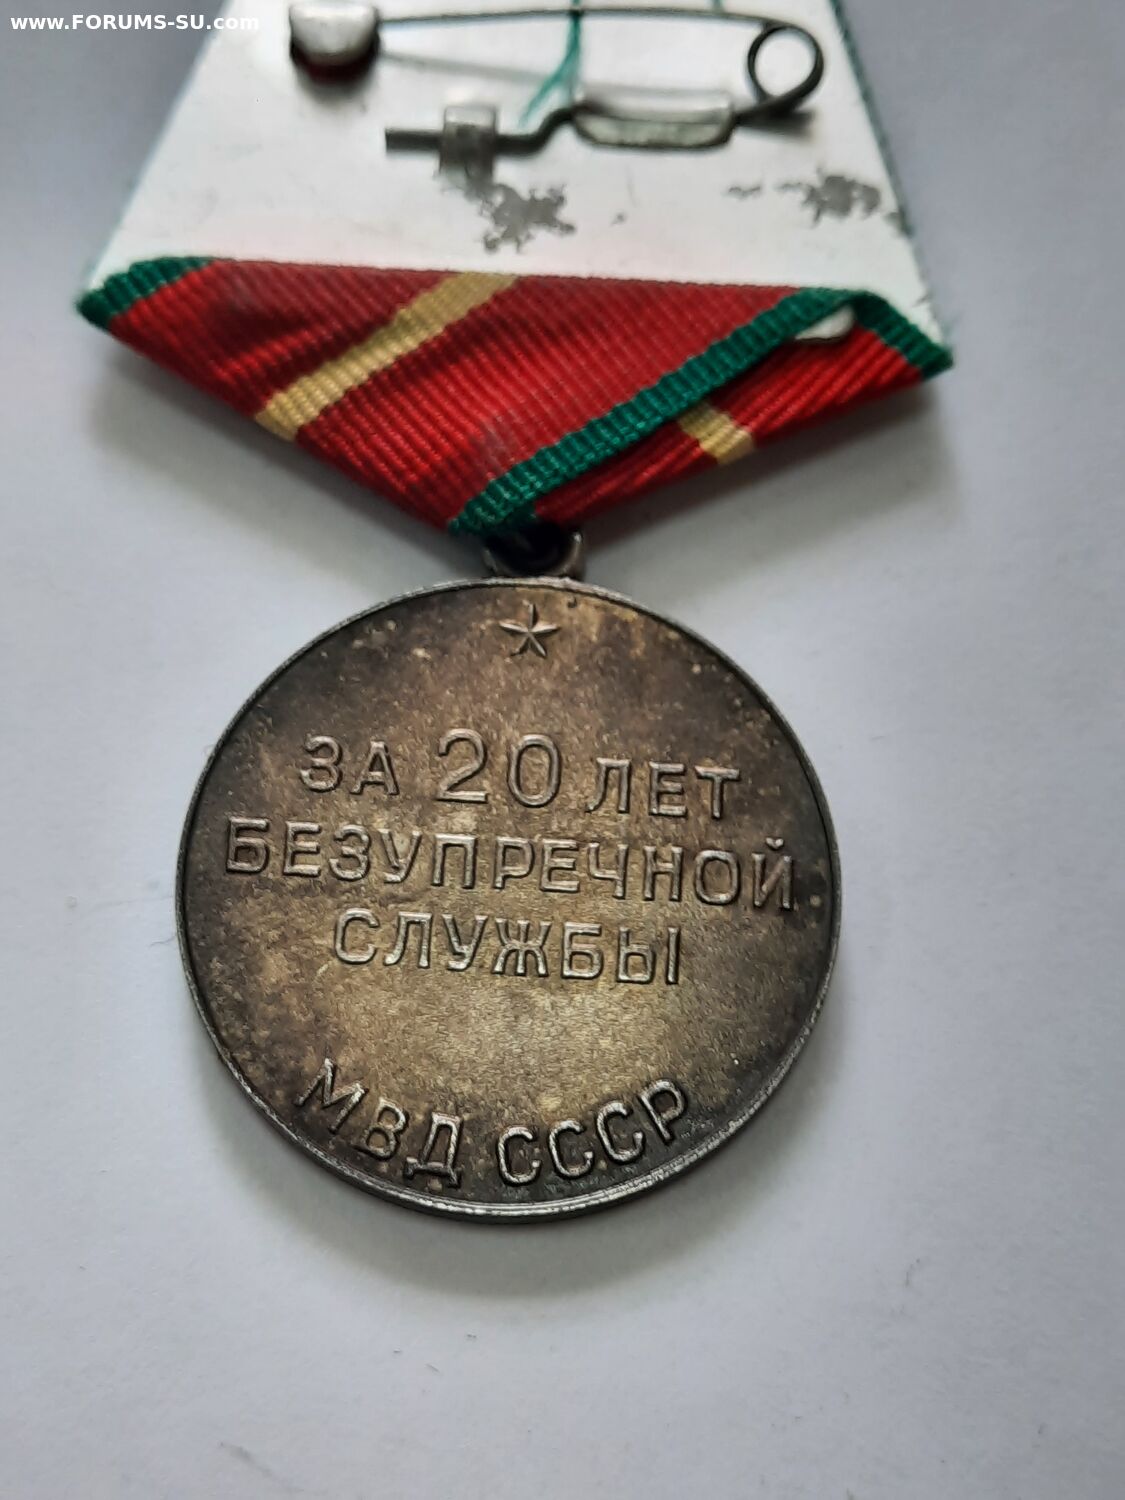 www.FORUMS-SU.com
ЗА 20 ЛЕТ
БЕЗУПРЕЧНОЙ
СЛУЖБЫ
МВД СССР